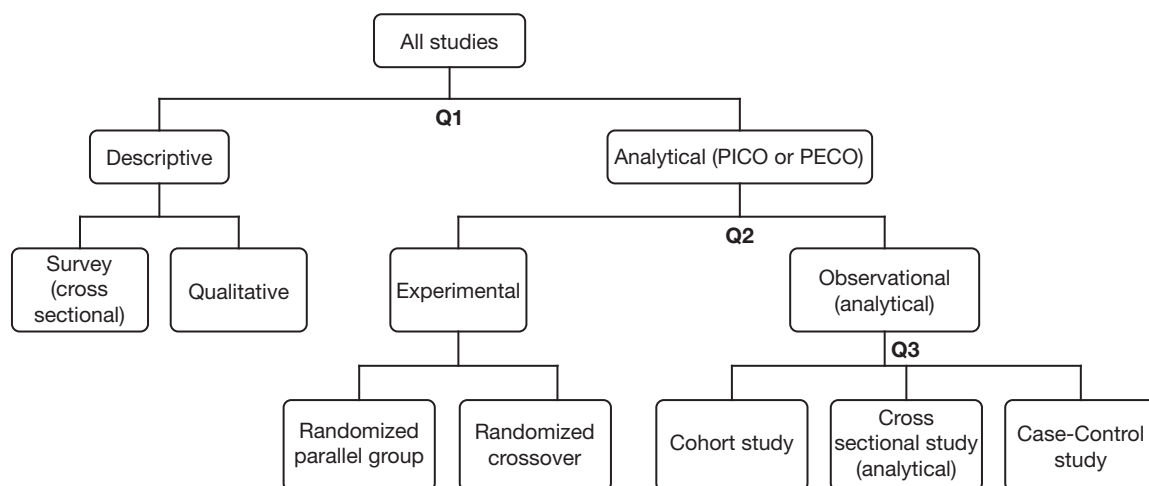 All studies
Q1
Descriptive
Analytical (PICO or PECO)
Q2
Survey
(cross
sectional)
Qualitative
Experimental
Observational
(analytical)
Q3
Randomized
parallel group
Randomized
crossover
Cohort study
Cross
sectional study
(analytical)
Case-Control
study